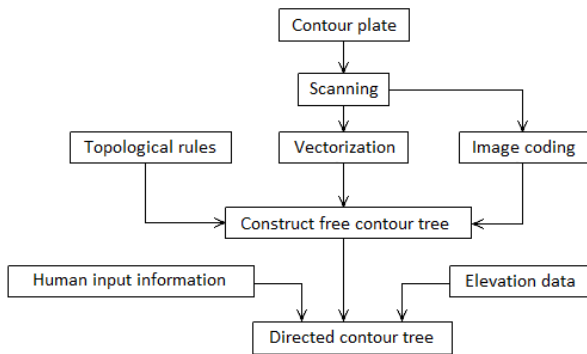 Contour plate
Scanning
Topological rules
Vectorization
Image coding
Construct free contour tree
Human input information
Elevation data
Directed contour tree